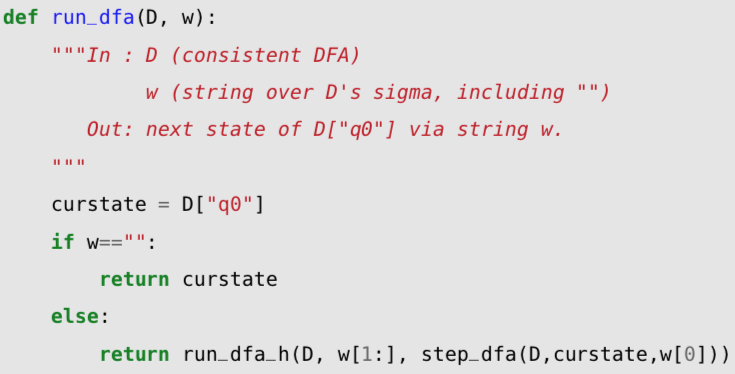 def run_dfa(D, w):
    """In : D (consistent DFA)
            w (string over D's sigma, including "")
       Out: next state of D["q0"] via string w.
    """
    curstate = D["q0"]
    if w=="":
        return curstate
    else:
        return run_dfa_h(D, w[1:], step_dfa(D,curstate,w[0]))